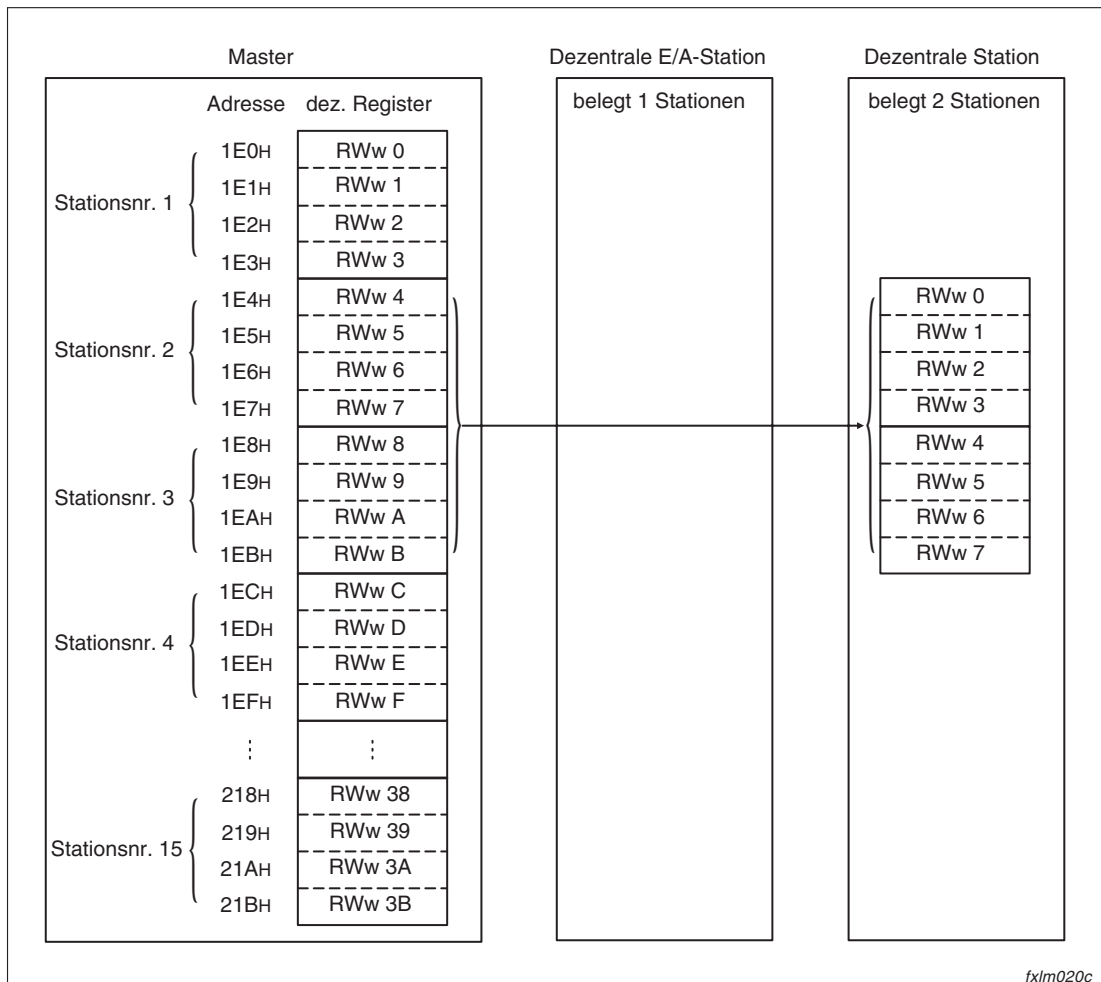 Master
Dezentrale E/A-Station
Dezentrale Station
Adresse dez. Register
belegt 1 Stationen
belegt 2 Stationen
Stationsnr. 1
1E0H RWw 0
1E1H RWw 1
1E2H RWw 2
1E3H RWw 3
Stationsnr. 2
1E4H RWw 4
1E5H RWw 5
1E6H RWw 6
1E7H RWw 7
Stationsnr. 3
1E8H RWw 8
1E9H RWw 9
1EAH RWw A
1EBH RWw B
Stationsnr. 4
1ECH RWw C
1EDH RWw D
1EEH RWw E
1EFH RWw F
⋮ ⋮
Stationsnr. 15
218H RWw 38
219H RWw 39
21AH RWw 3A
21BH RWw 3B
RWw 0
RWw 1
RWw 2
RWw 3
RWw 4
RWw 5
RWw 6
RWw 7
fxlm020c